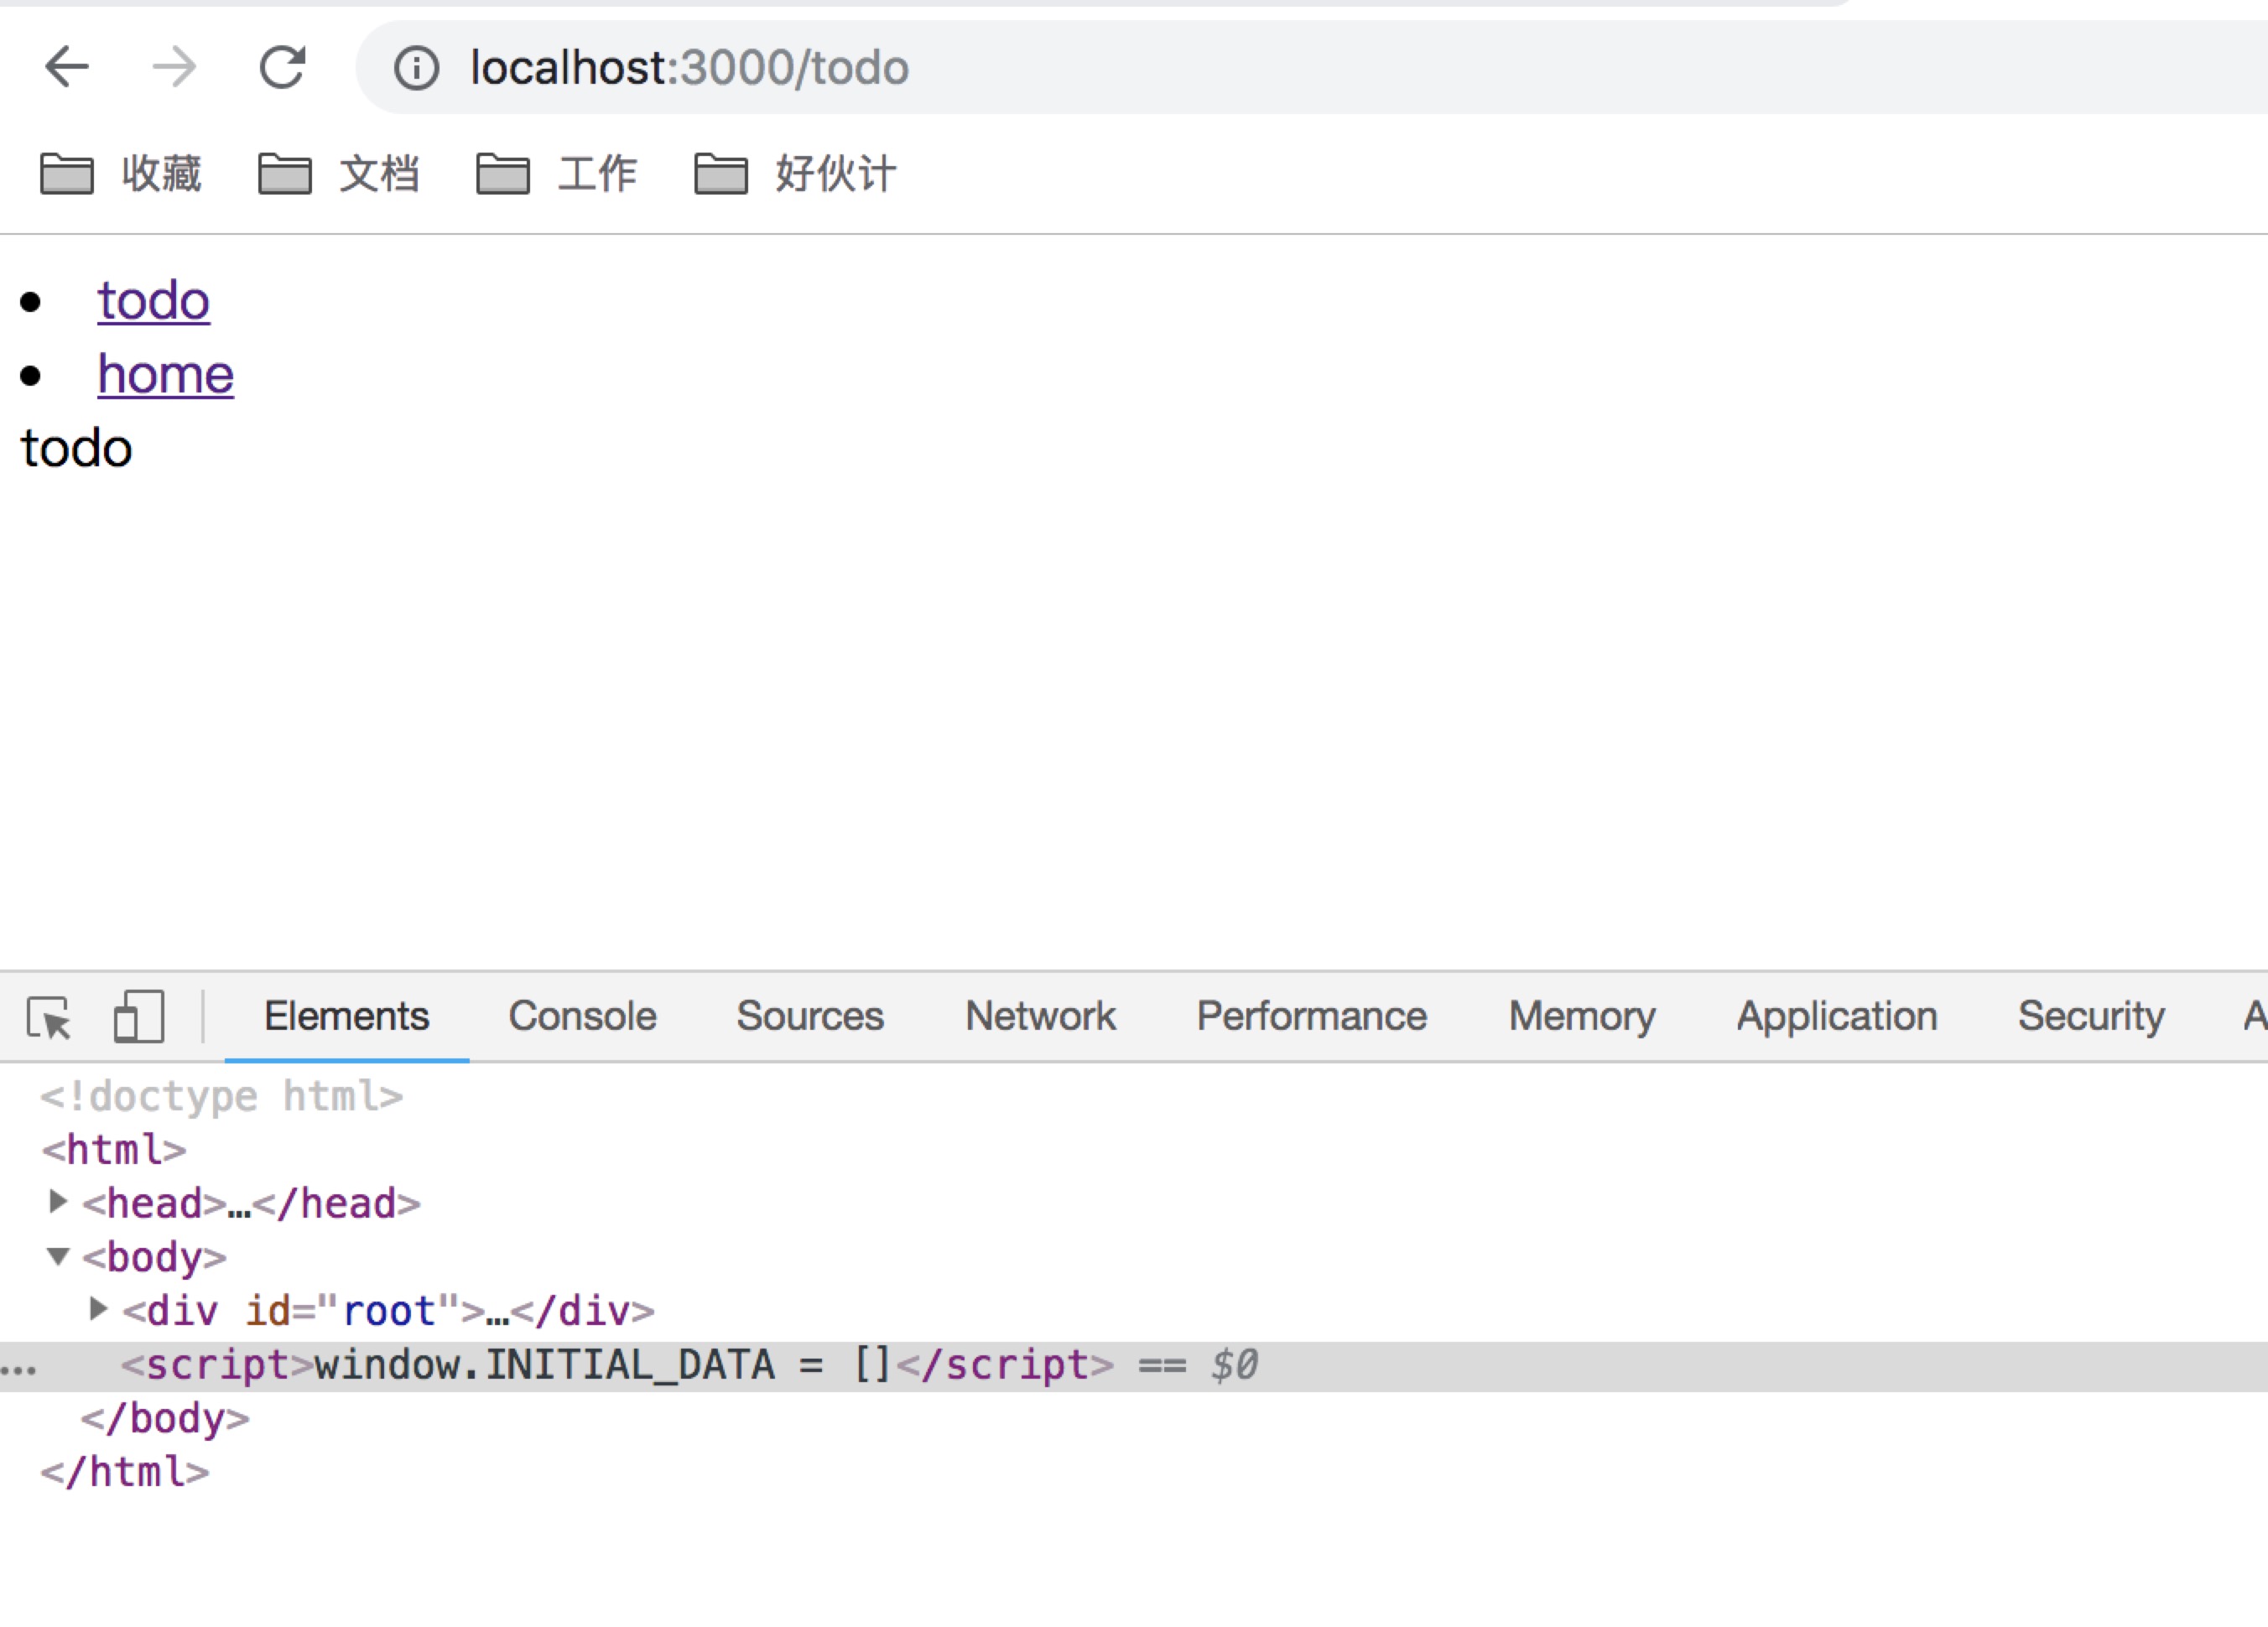 localhost:3000/todo
收藏 文档 工作 好伙计
• todo
• home
todo
Elements Console Sources Network Performance Memory Application Security A
<!doctype html>
<html>
<head>…</head>
<body>
<div id="root">…</div>
<script>window.INITIAL_DATA = []</script> == $0
</body>
</html>